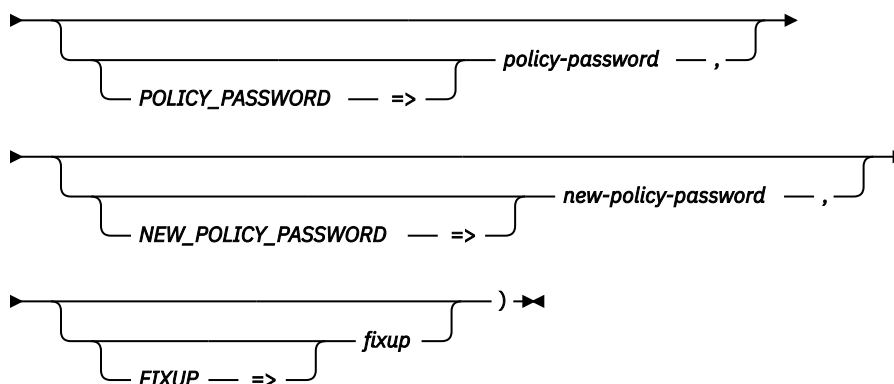 policy-password — ,
POLICY_PASSWORD — =>
new-policy-password — ,
NEW_POLICY_PASSWORD — =>
)
fixup
FIXUP — =>